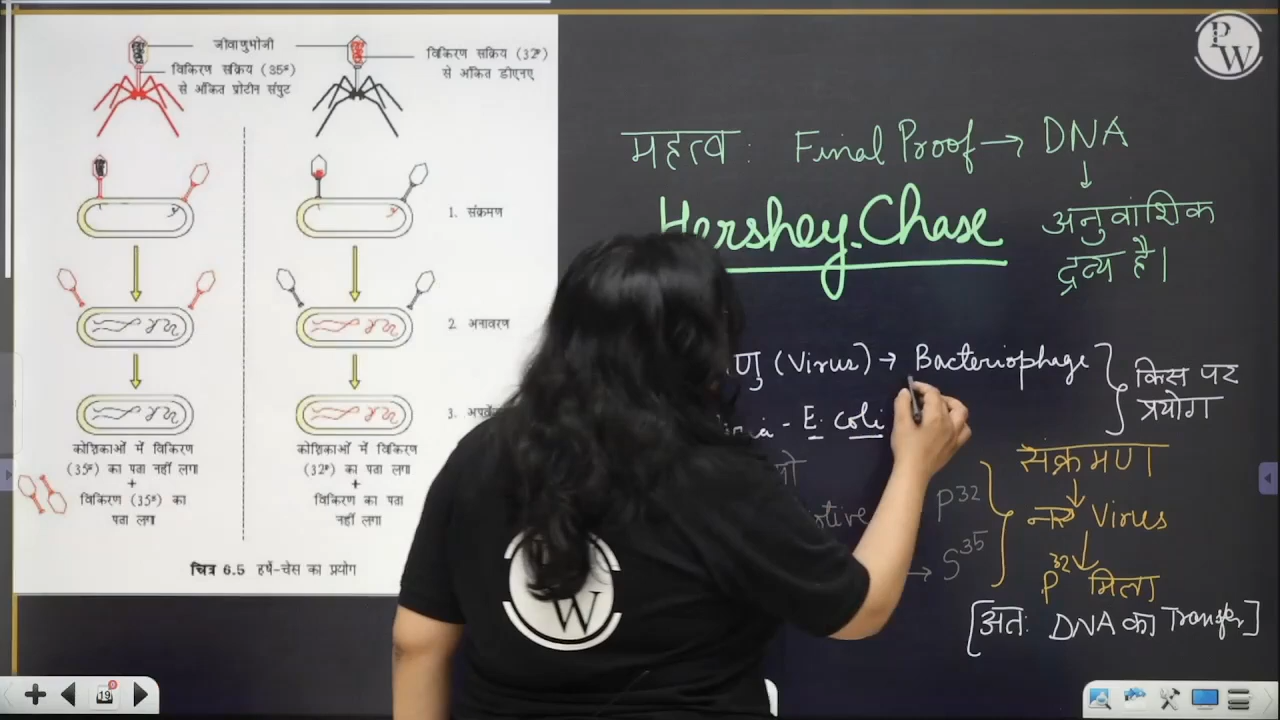 जीवाणुभोजी
विकिरण सक्रिय (35ˢ)
से अंकित प्रोटीन संपुट
विकिरण सक्रिय (32ᵖ)
से अंकित डीएनए
1. संक्रमण
2. अनावरण
3.
कोशिकाओं में विकिरण
(35ˢ) का पता नहीं लगा
+
विकिरण (35ˢ) का
पता लगा
कोशिकाओं में विकिरण
(32ᵖ) का पता लगा
+
विकिरण का पता
नहीं लगा
चित्र 6.5 हर्षे-चेस का प्रयोग
PW
महत्व : Final Proof → DNA
↓
Hershey-Chase
अनुवांशिक
द्रव्य है।
(Virus) → Bacteriophage
किस पर
प्रयोग
- E. coli
P³²
→ S³⁵
संक्रमण
↓
नए Virus
↓
P³² मिला
[अतः DNA का Transfer]
W
19